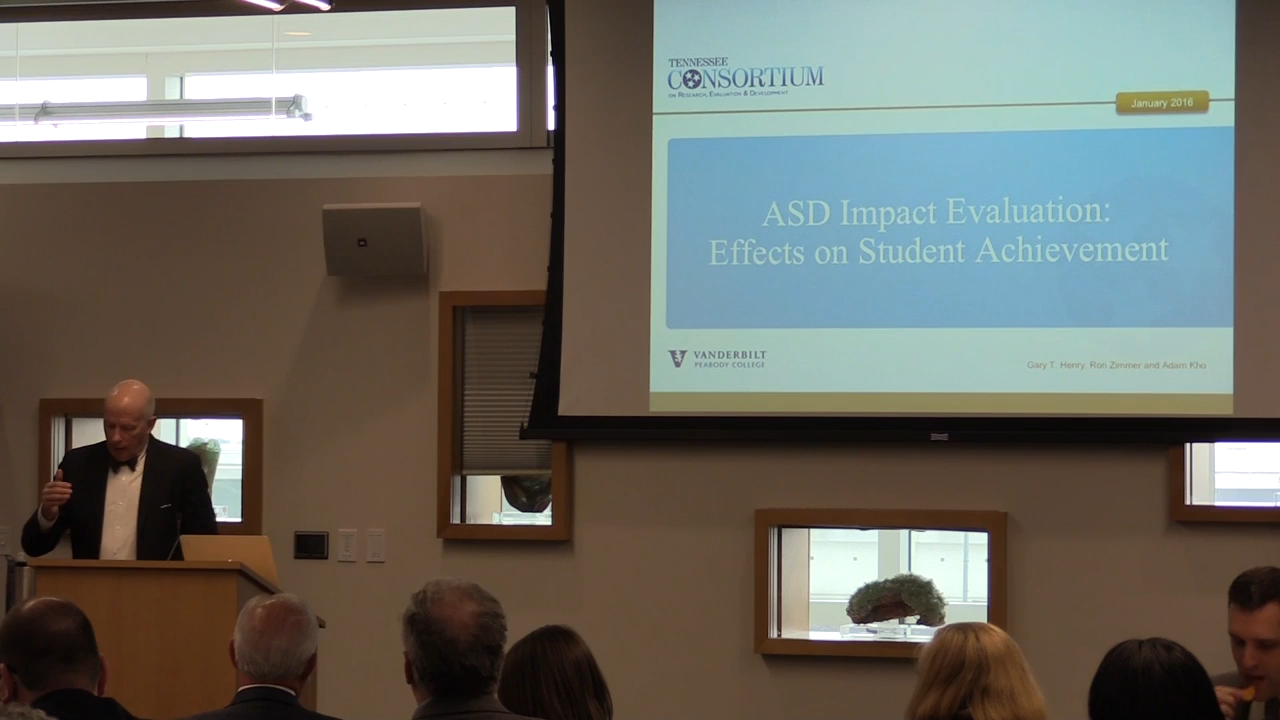 TENNESSEE
CONSORTIUM
ON RESEARCH, EVALUATION & DEVELOPMENT
January 2016
ASD Impact Evaluation:
Effects on Student Achievement
VANDERBILT
PEABODY COLLEGE
Gary T. Henry, Ron Zimmer and Adam Kho